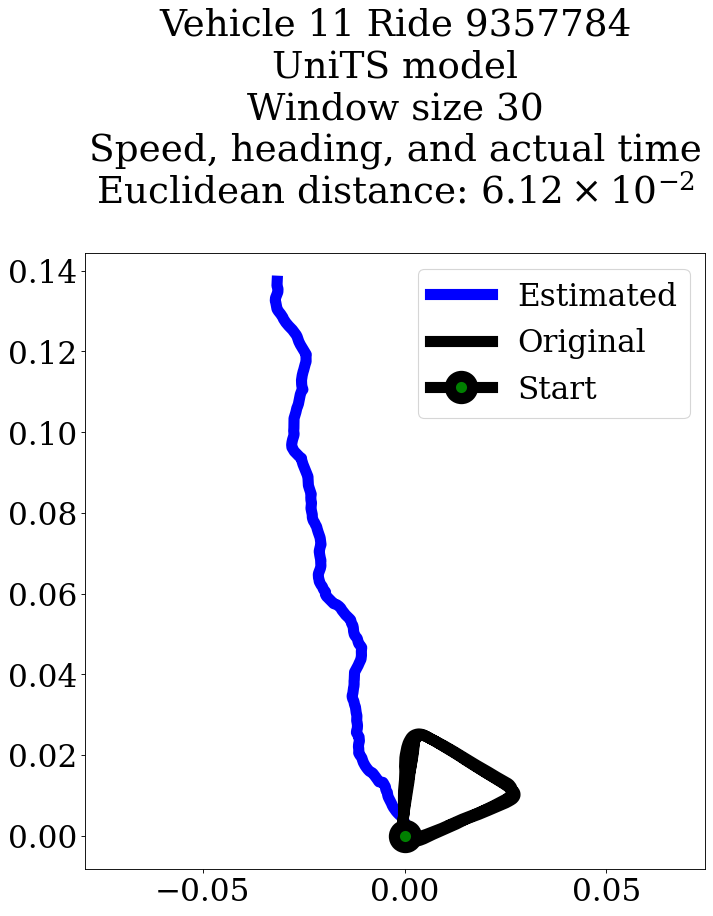 Vehicle 11 Ride 9357784
UniTS model
Window size 30
Speed, heading, and actual time
Euclidean distance: 6.12 × 10⁻²
Estimated
Original
Start
0.14
0.12
0.10
0.08
0.06
0.04
0.02
0.00
−0.05 0.00 0.05